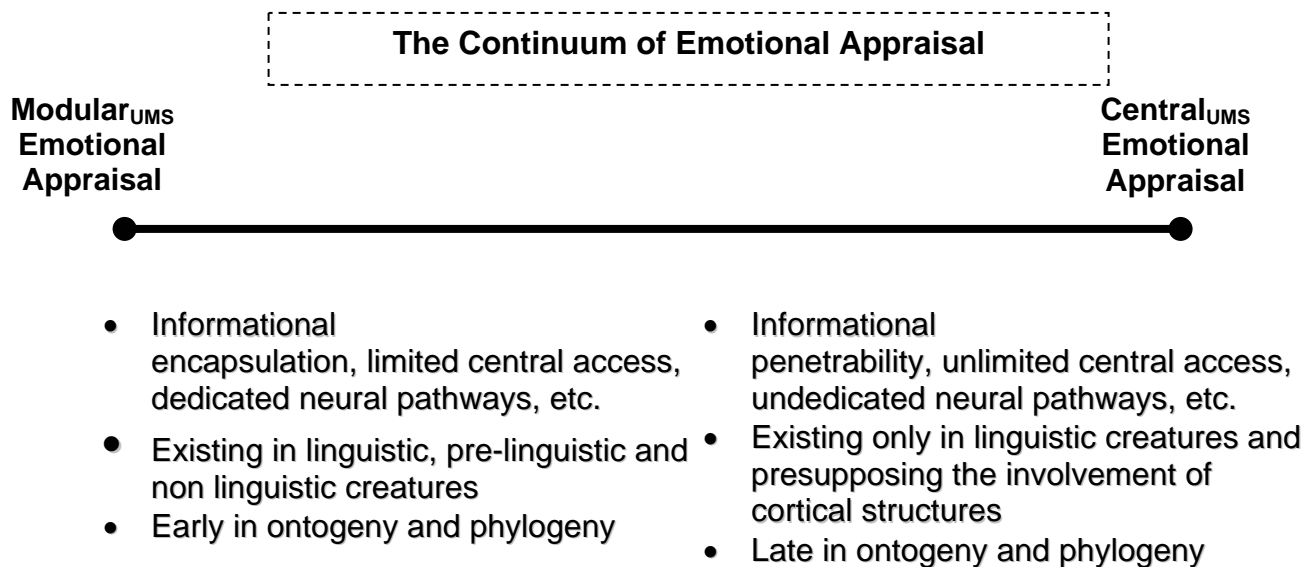 The Continuum of Emotional Appraisal
ModularUMS
Emotional
Appraisal
CentralUMS
Emotional
Appraisal
• Informational
encapsulation, limited central access,
dedicated neural pathways, etc.
• Existing in linguistic, pre-linguistic and
non linguistic creatures
• Early in ontogeny and phylogeny
• Informational
penetrability, unlimited central access,
undedicated neural pathways, etc.
• Existing only in linguistic creatures and
presupposing the involvement of
cortical structures
• Late in ontogeny and phylogeny